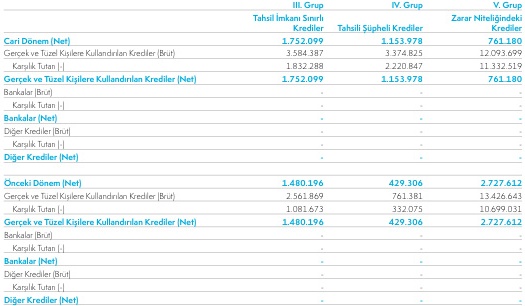 III. Grup IV. Grup V. Grup
Tahsil İmkanı Sınırlı Zarar Niteliğindeki
Krediler Tahsili Şüpheli Krediler Krediler
Cari Dönem (Net) 1.752.099 1.153.978 761.180
Gerçek ve Tüzel Kişilere Kullandırılan Krediler (Brüt) 3.584.387 3.374.825 12.093.699
Karşılık Tutarı (-) 1.832.288 2.220.847 11.332.519
Gerçek ve Tüzel Kişilere Kullandırılan Krediler (Net) 1.752.099 1.153.978 761.180
Bankalar (Brüt) - - -
Karşılık Tutarı (-) - - -
Bankalar (Net) - - -
Diğer Krediler (Brüt) - - -
Karşılık Tutarı (-) - - -
Diğer Krediler (Net) - - -
Önceki Dönem (Net) 1.480.196 429.306 2.727.612
Gerçek ve Tüzel Kişilere Kullandırılan Krediler (Brüt) 2.561.869 761.381 13.426.643
Karşılık Tutarı (-) 1.081.673 332.075 10.699.031
Gerçek ve Tüzel Kişilere Kullandırılan Krediler (Net) 1.480.196 429.306 2.727.612
Bankalar (Brüt) - - -
Karşılık Tutarı (-) - - -
Bankalar (Net) - - -
Diğer Krediler (Brüt) - - -
Karşılık Tutarı (-) - - -
Diğer Krediler (Net) - - -